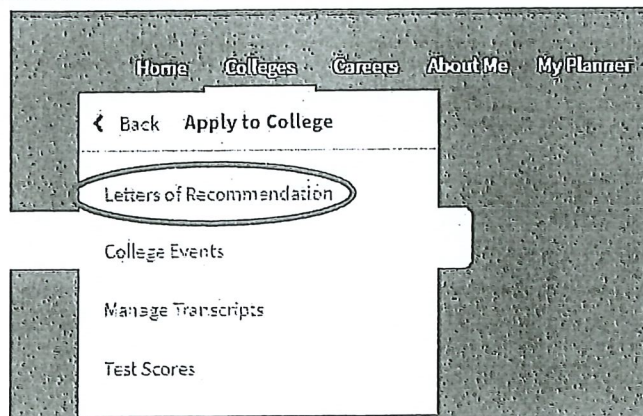 Home Colleges Careers About Me My Planner
Back Apply to College
Letters of Recommendation
College Events
Manage Transcripts
Test Scores